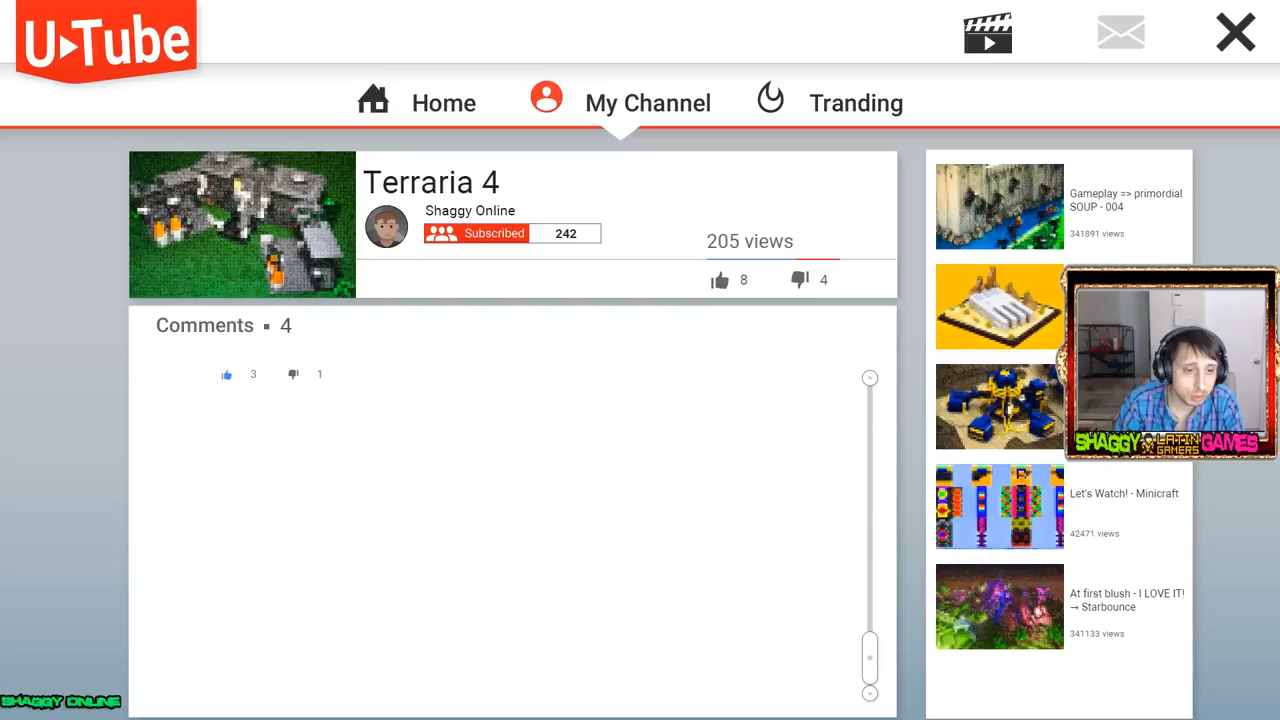 U Tube
Home
My Channel
Tranding
Terraria 4
Shaggy Online
Subscribed 242
205 views
8 4
Comments ▪ 4
3 1
Gameplay => primordial
SOUP - 004
341891 views
SHAGGY LATIN GAMERS GAMES
Let's Watch! - Minicraft
42471 views
At first blush - I LOVE IT!
→ Starbounce
341133 views
SHAGGY ONLINE